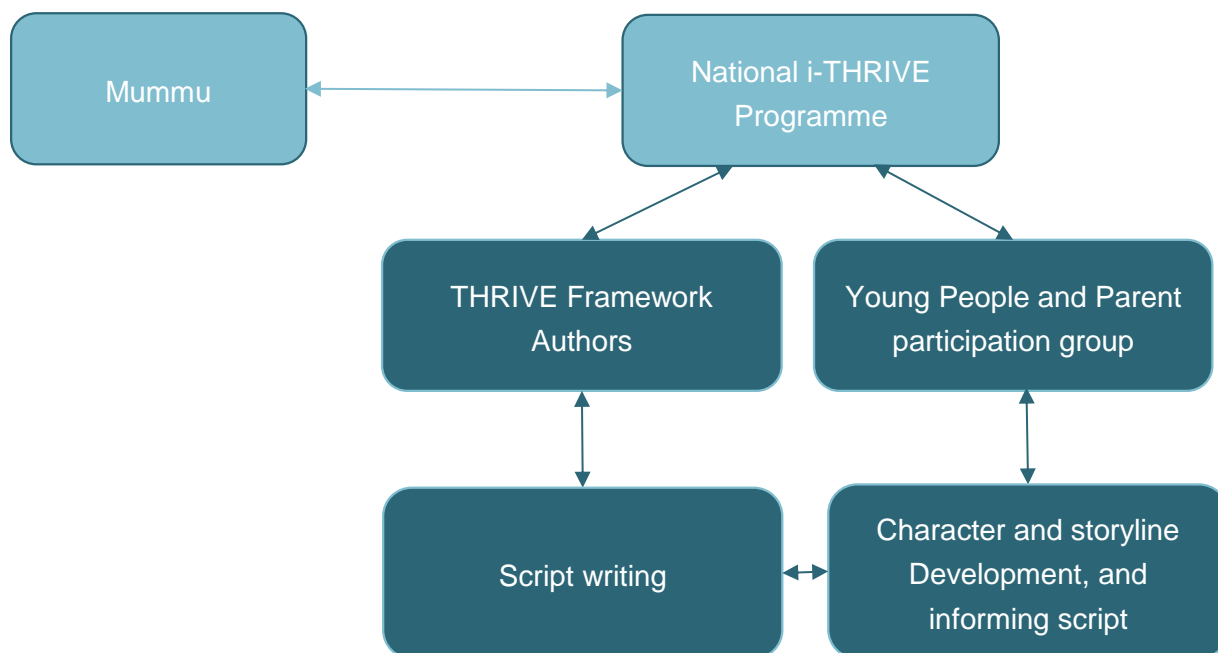 Mummu
National i-THRIVE
Programme
THRIVE Framework
Authors
Young People and Parent
participation group
Script writing
Character and storyline
Development, and
informing script